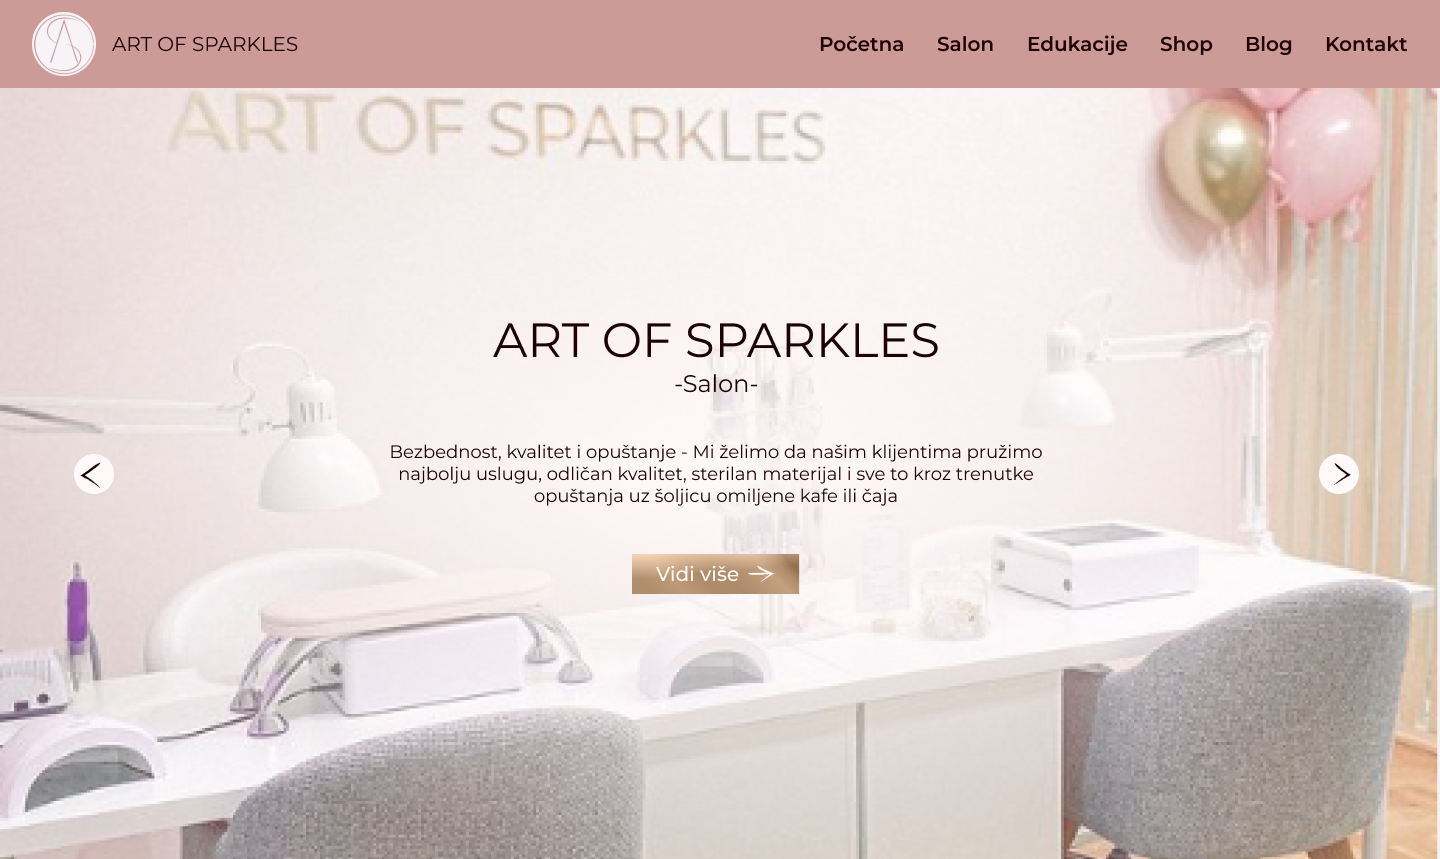 ART OF SPARKLES
Početna Salon Edukacije Shop Blog Kontakt
ART OF SPARKLES
ART OF SPARKLES
-Salon-
Bezbednost, kvalitet i opuštanje - Mi želimo da našim klijentima pružimo
najbolju uslugu, odličan kvalitet, sterilan materijal i sve to kroz trenutke
opuštanja uz šoljicu omiljene kafe ili čaja
Vidi više